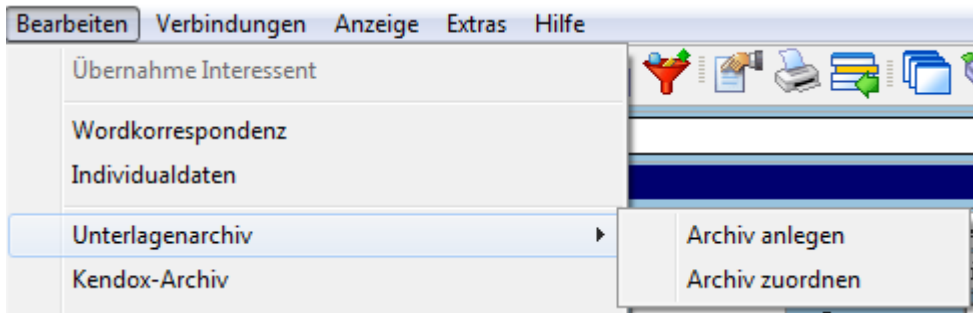 Bearbeiten Verbindungen Anzeige Extras Hilfe
Übernahme Interessent
Wordkorrespondenz
Individualdaten
Unterlagenarchiv
Archiv anlegen
Kendox-Archiv
Archiv zuordnen